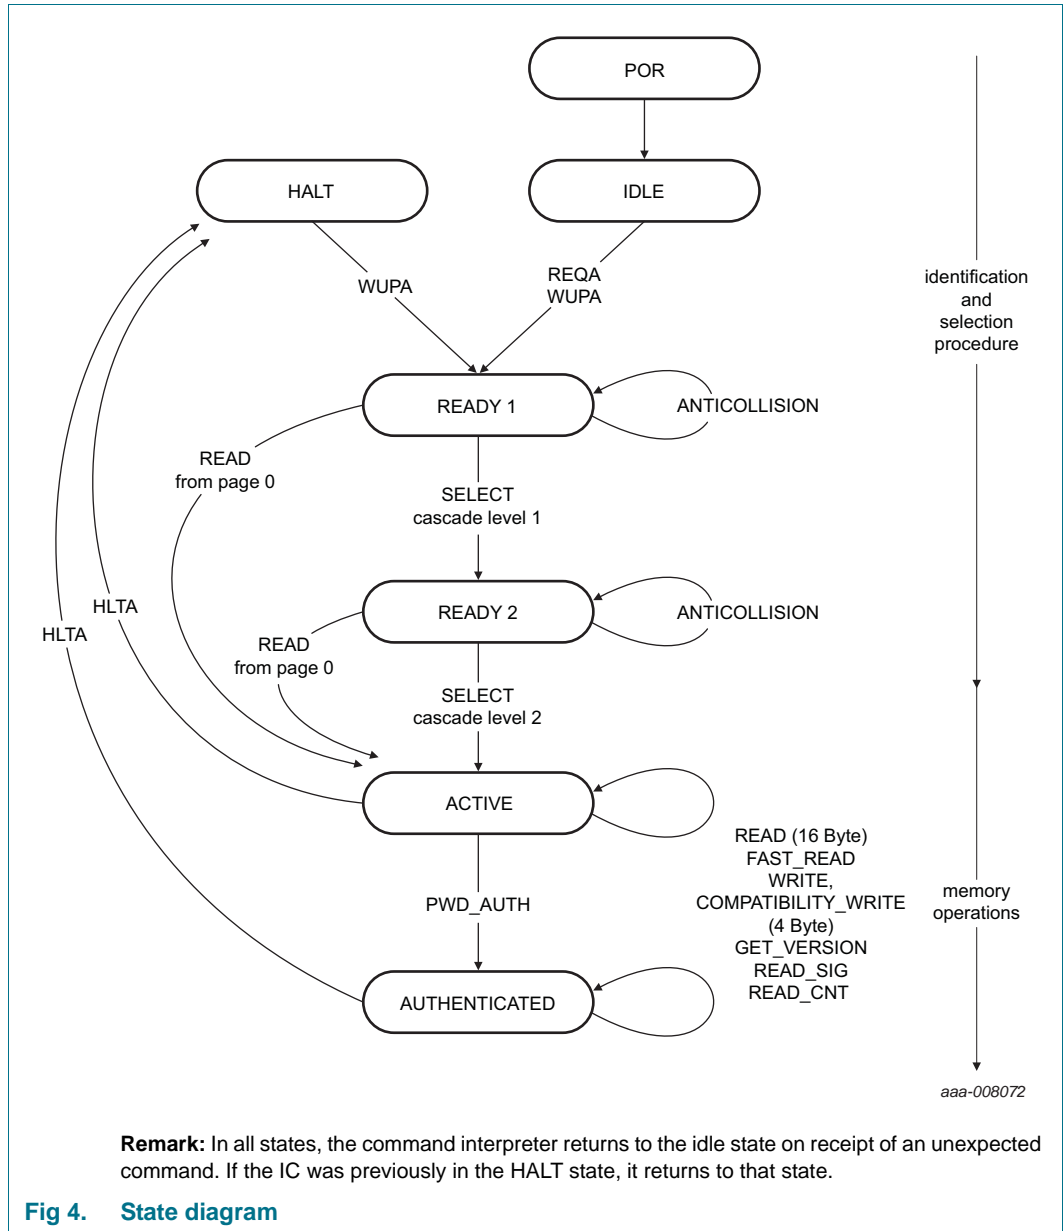 POR
HALT
IDLE
WUPA
REQA
WUPA
identification
and
selection
procedure
READY 1
ANTICOLLISION
READ
from page 0
SELECT
cascade level 1
READY 2
ANTICOLLISION
HLTA
HLTA
READ
from page 0
SELECT
cascade level 2
ACTIVE
READ (16 Byte)
FAST_READ
WRITE,
COMPATIBILITY_WRITE
(4 Byte)
GET_VERSION
READ_SIG
READ_CNT
memory
operations
PWD_AUTH
AUTHENTICATED
aaa-008072
Remark: In all states, the command interpreter returns to the idle state on receipt of an unexpected
command. If the IC was previously in the HALT state, it returns to that state.
Fig 4. State diagram